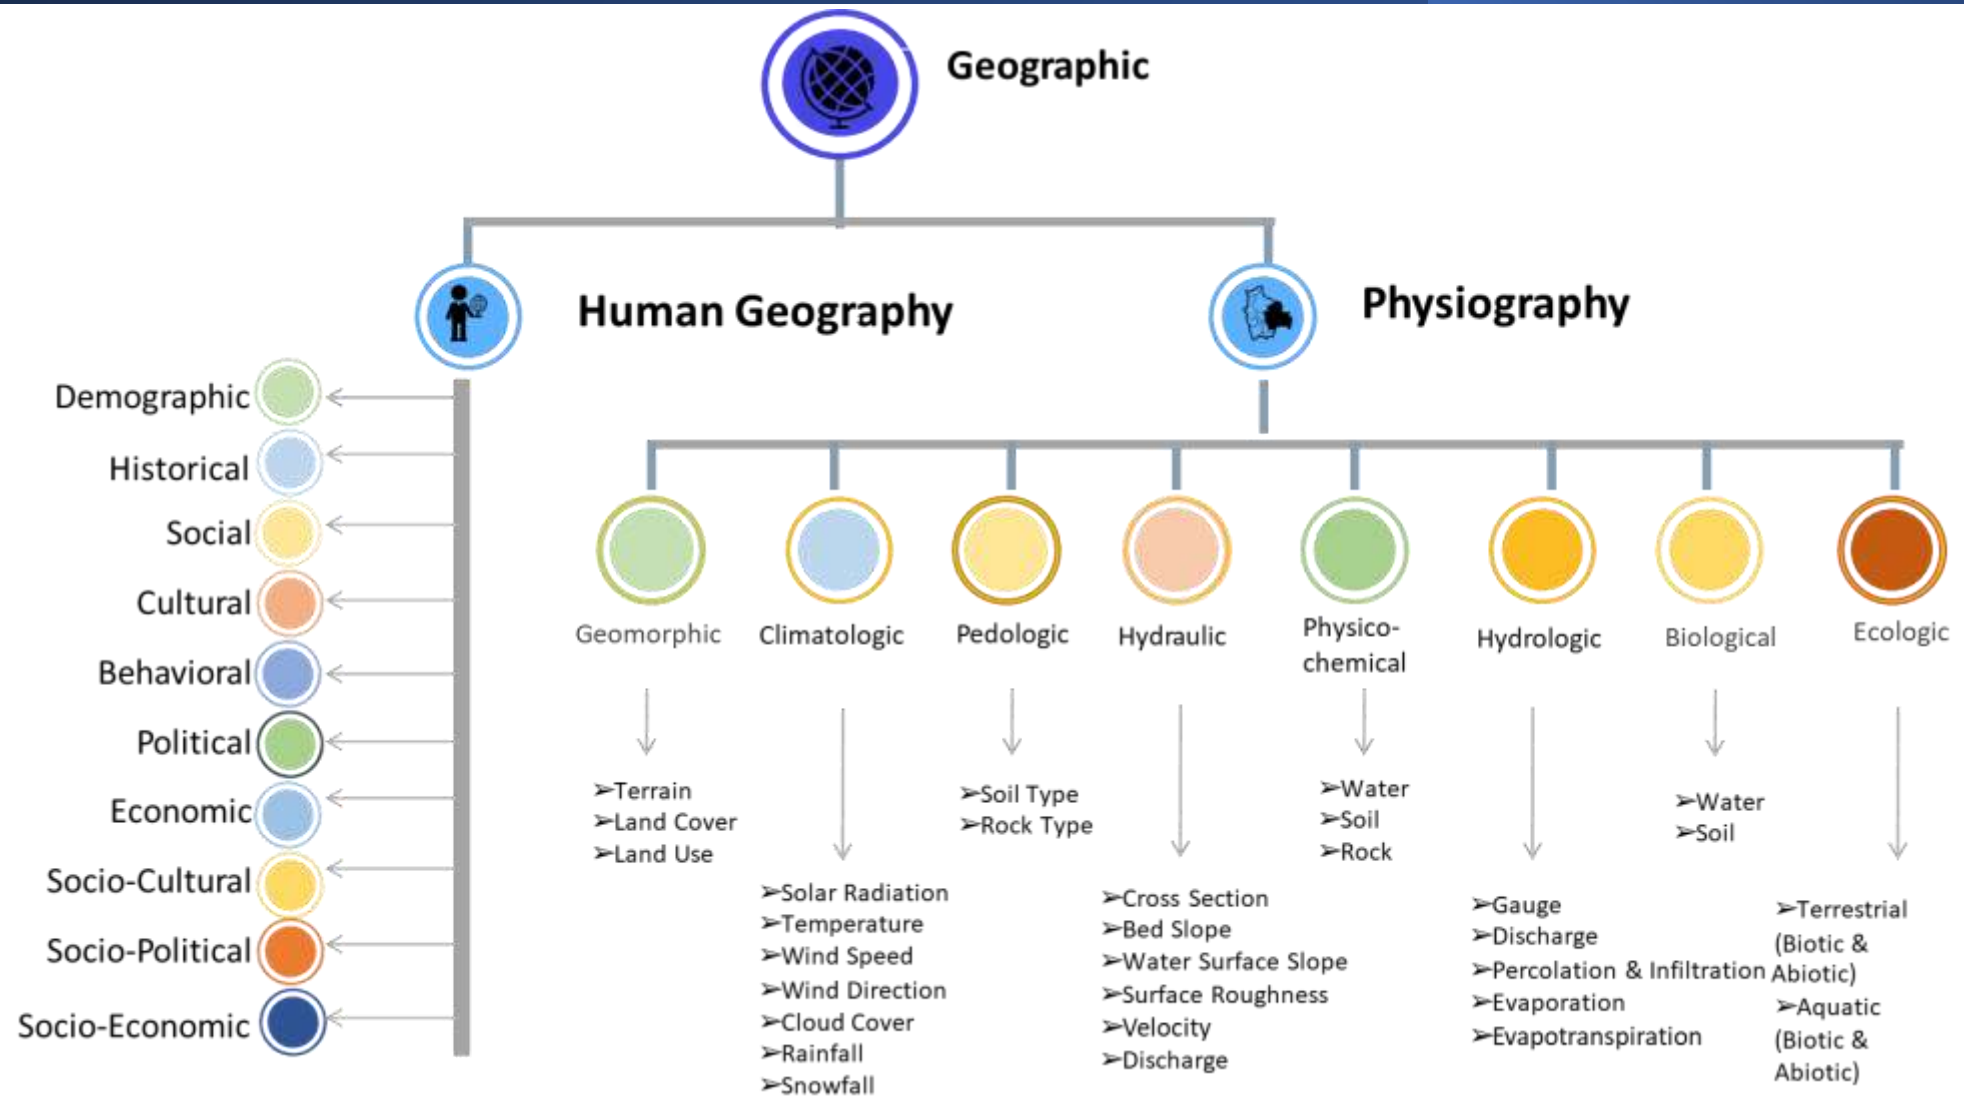 Geographic
Human Geography
Physiography
Demographic
Historical
Social
Cultural
Behavioral
Political
Economic
Socio-Cultural
Socio-Political
Socio-Economic
Geomorphic
➢Terrain
➢Land Cover
➢Land Use
Climatologic
➢Solar Radiation
➢Temperature
➢Wind Speed
➢Wind Direction
➢Cloud Cover
➢Rainfall
➢Snowfall
Pedologic
➢Soil Type
➢Rock Type
Hydraulic
➢Cross Section
➢Bed Slope
➢Water Surface Slope
➢Surface Roughness
➢Velocity
➢Discharge
Physico-
chemical
➢Water
➢Soil
➢Rock
Hydrologic
➢Gauge
➢Discharge
➢Percolation & Infiltration
➢Evaporation
➢Evapotranspiration
Biological
➢Water
➢Soil
Ecologic
➢Terrestrial
(Biotic &
Abiotic)
➢Aquatic
(Biotic &
Abiotic)